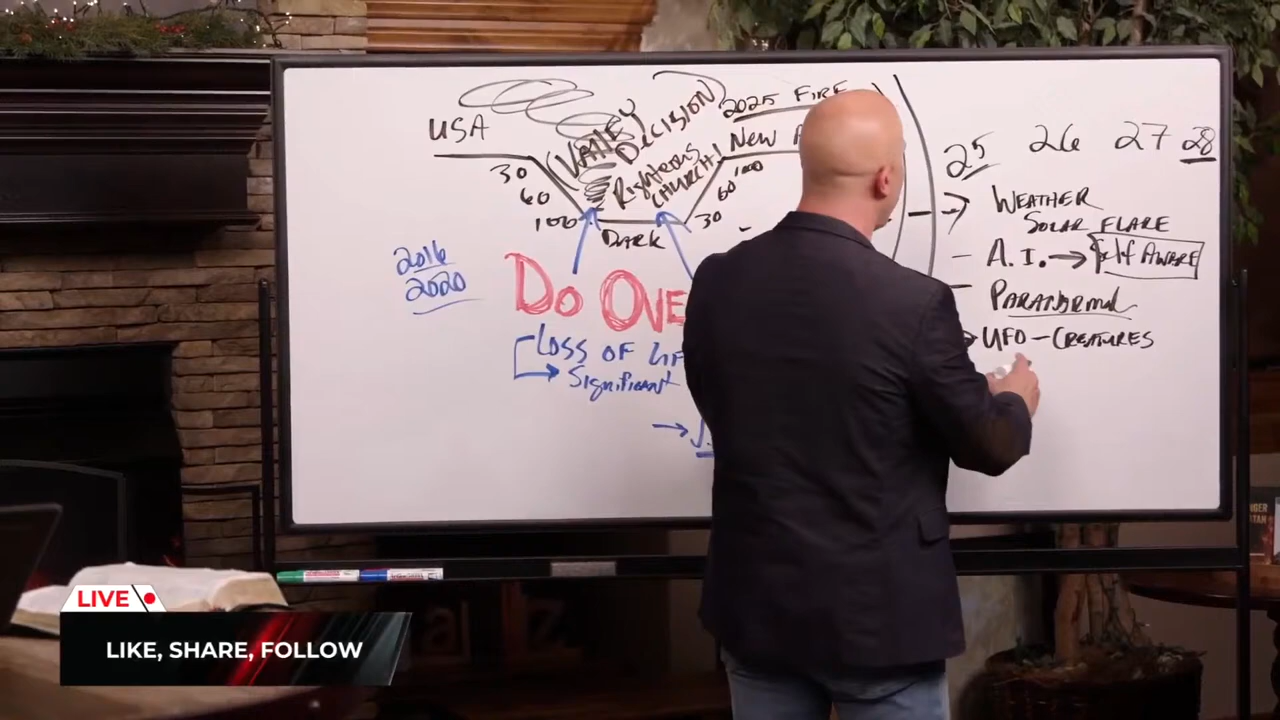 USA
30
60
100
VALLEY
DECISION
Righteous
CHURCH!
DARK
30
60
100
2025 FIRE
New
2016
2020
DO OVE
LOSS OF
Significant
25 26 27 28
WEATHER
SOLAR FLARE
- A.I. → Self AWARE
- PARANORMAL
UFO - CREATURES
LIVE
LIKE, SHARE, FOLLOW